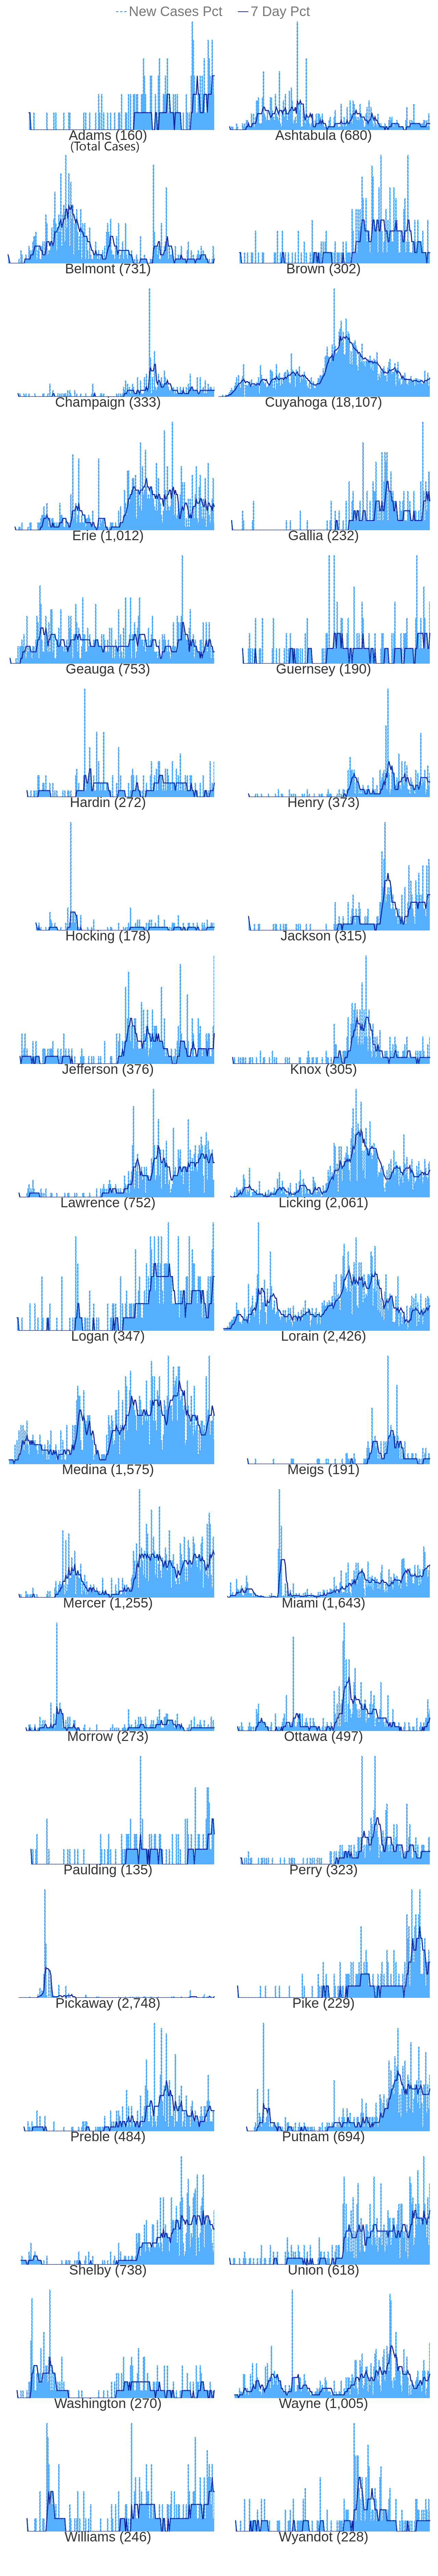 New Cases Pct 7 Day Pct
Adams (160) Ashtabula (680)
(Total Cases)
Belmont (731) Brown (302)
Champaign (333) Cuyahoga (18,107)
Erie (1,012) Gallia (232)
Geauga (753) Guernsey (190)
Hardin (272) Henry (373)
Hocking (178) Jackson (315)
Jefferson (376) Knox (305)
Lawrence (752) Licking (2,061)
Logan (347) Lorain (2,426)
Medina (1,575) Meigs (191)
Mercer (1,255) Miami (1,643)
Morrow (273) Ottawa (497)
Paulding (135) Perry (323)
Pickaway (2,748) Pike (229)
Preble (484) Putnam (694)
Shelby (738) Union (618)
Washington (270) Wayne (1,005)
Williams (246) Wyandot (228)